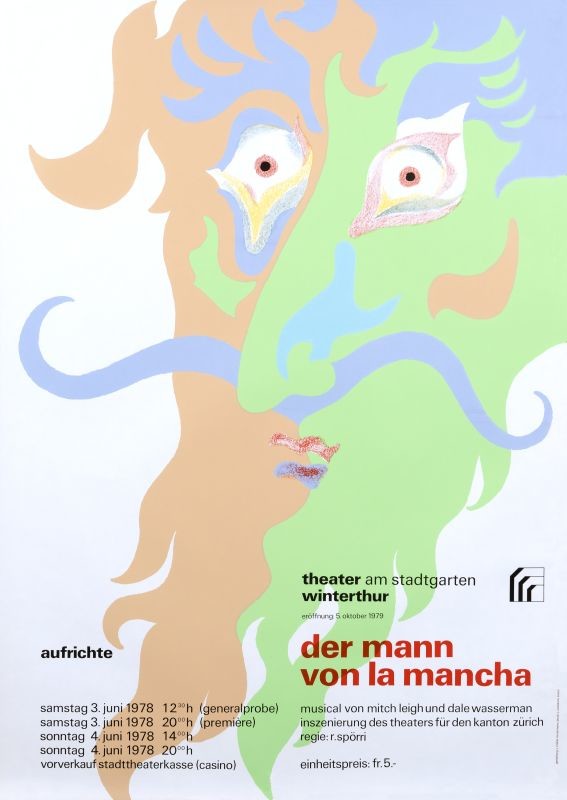 theater am stadtgarten
winterthur
eröffnung 5. oktober 1979
aufrichte
der mann
von la mancha
samstag 3. juni 1978 12³⁰h (generalprobe)
samstag 3. juni 1978 20⁰⁰h (première)
sonntag 4. juni 1978 14⁰⁰h
sonntag 4. juni 1978 20⁰⁰h
vorverkauf stadttheaterkasse (casino)
musical von mitch leigh und dale wasserman
inszenierung des theaters für den kanton zürich
regie: r.spörri
einheitspreis: fr.5.-